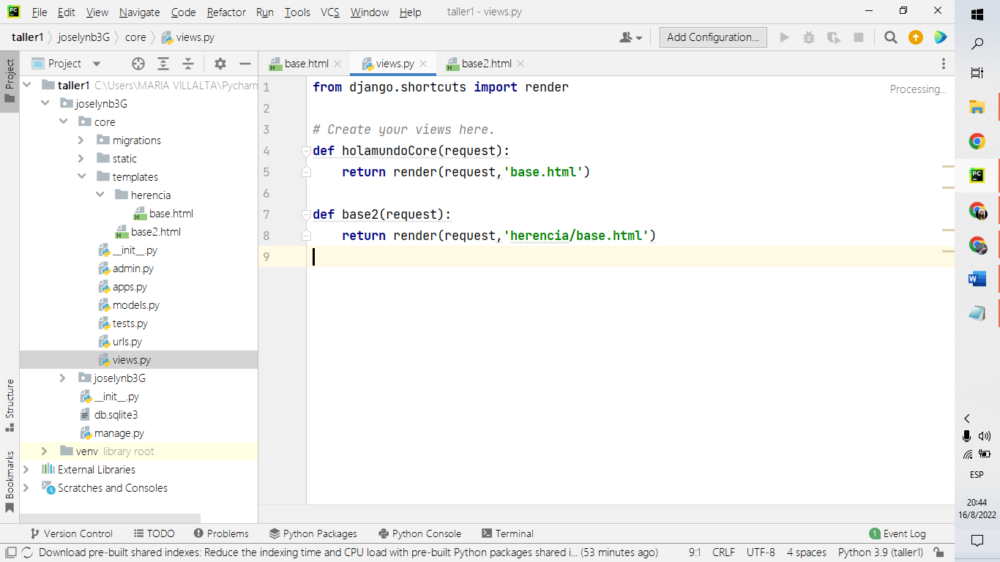 PC File Edit View Navigate Code Refactor Run Tools VCS Window Help taller1 - views.py
taller1 joselynb3G core views.py Add Configuration...
Project
Project
base.html views.py base2.html
taller1 C:\Users\MARIA VILLALTA\Pycharm
joselynb3G
core
migrations
static
templates
herencia
base.html
base2.html
__init__.py
admin.py
apps.py
models.py
tests.py
urls.py
views.py
joselynb3G
__init__.py
db.sqlite3
manage.py
venv library root
External Libraries
Scratches and Consoles
Structure
Bookmarks
1 from django.shortcuts import render
2
3 # Create your views here.
4 def holamundoCore(request):
5 return render(request,'base.html')
6
7 def base2(request):
8 return render(request,'herencia/base.html')
9
Processing...
Version Control TODO Problems Python Packages Python Console Terminal 1 Event Log
Download pre-built shared indexes: Reduce the indexing time and CPU load with pre-built Python packages shared i... (53 minutes ago) 9:1 CRLF UTF-8 4 spaces Python 3.9 (taller1)
PC
W
ESP
20:44
16/8/2022